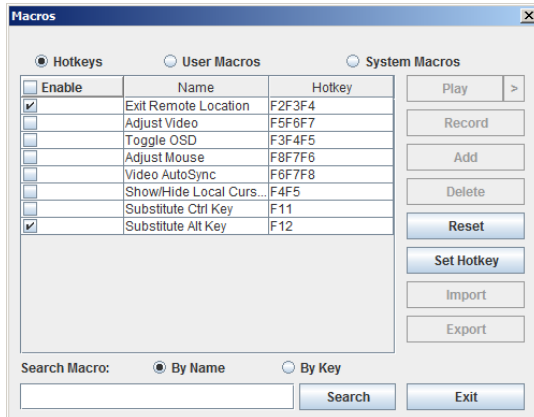 Macros
Hotkeys User Macros System Macros
Enable Name Hotkey Play >
Exit Remote Location F2F3F4
Adjust Video F5F6F7 Record
Toggle OSD F3F4F5
Adjust Mouse F8F7F6 Add
Video AutoSync F6F7F8
Show/Hide Local Curs... F4F5 Delete
Substitute Ctrl Key F11
Substitute Alt Key F12 Reset
Set Hotkey
Import
Export
Search Macro: By Name By Key
Search Exit